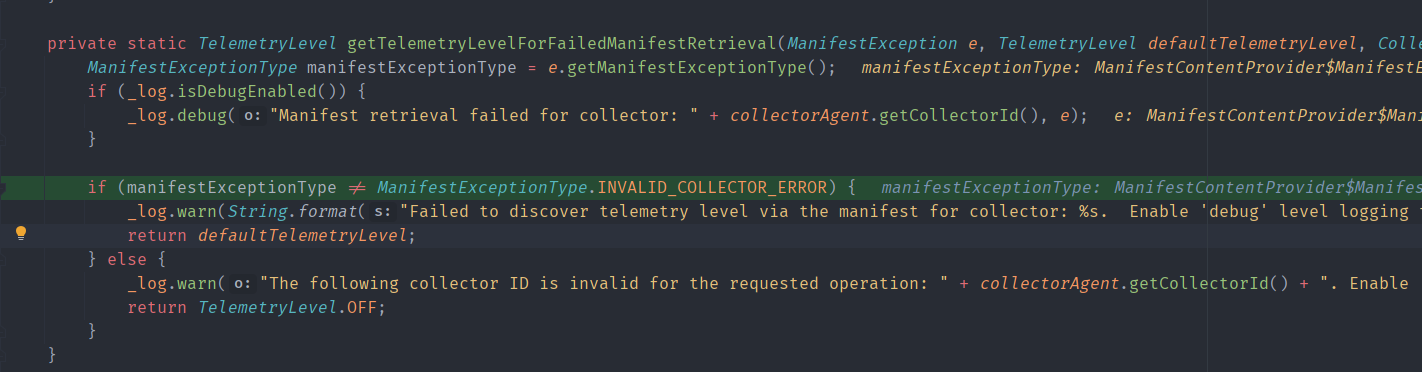 private static TelemetryLevel getTelemetryLevelForFailedManifestRetrieval(ManifestException e, TelemetryLevel defaultTelemetryLevel, Colle
ManifestExceptionType manifestExceptionType = e.getManifestExceptionType(); manifestExceptionType: ManifestContentProvider$ManifestE
if (_log.isDebugEnabled()) {
_log.debug( o: "Manifest retrieval failed for collector: " + collectorAgent.getCollectorId(), e); e: ManifestContentProvider$Mani
}
if (manifestExceptionType ≠ ManifestExceptionType.INVALID_COLLECTOR_ERROR) { manifestExceptionType: ManifestContentProvider$Manifes
_log.warn(String.format( s: "Failed to discover telemetry level via the manifest for collector: %s.  Enable 'debug' level logging
return defaultTelemetryLevel;
} else {
_log.warn( o: "The following collector ID is invalid for the requested operation: " + collectorAgent.getCollectorId() + ". Enable
return TelemetryLevel.OFF;
}
}